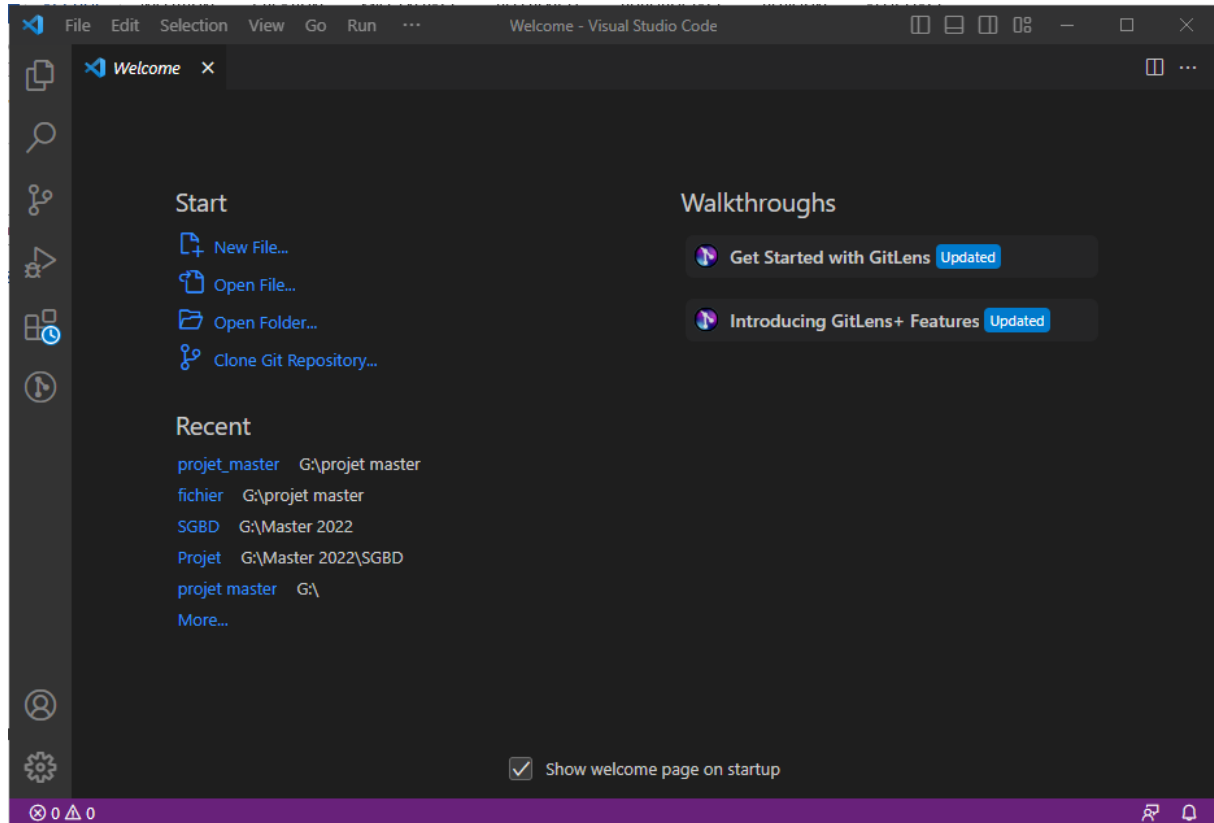 File Edit Selection View Go Run ··· Welcome - Visual Studio Code
Welcome
Start
New File...
Open File...
Open Folder...
Clone Git Repository...
Recent
projet_master G:\projet master
fichier G:\projet master
SGBD G:\Master 2022
Projet G:\Master 2022\SGBD
projet master G:\
More...
Walkthroughs
Get Started with GitLens Updated
Introducing GitLens+ Features Updated
Show welcome page on startup
0 0